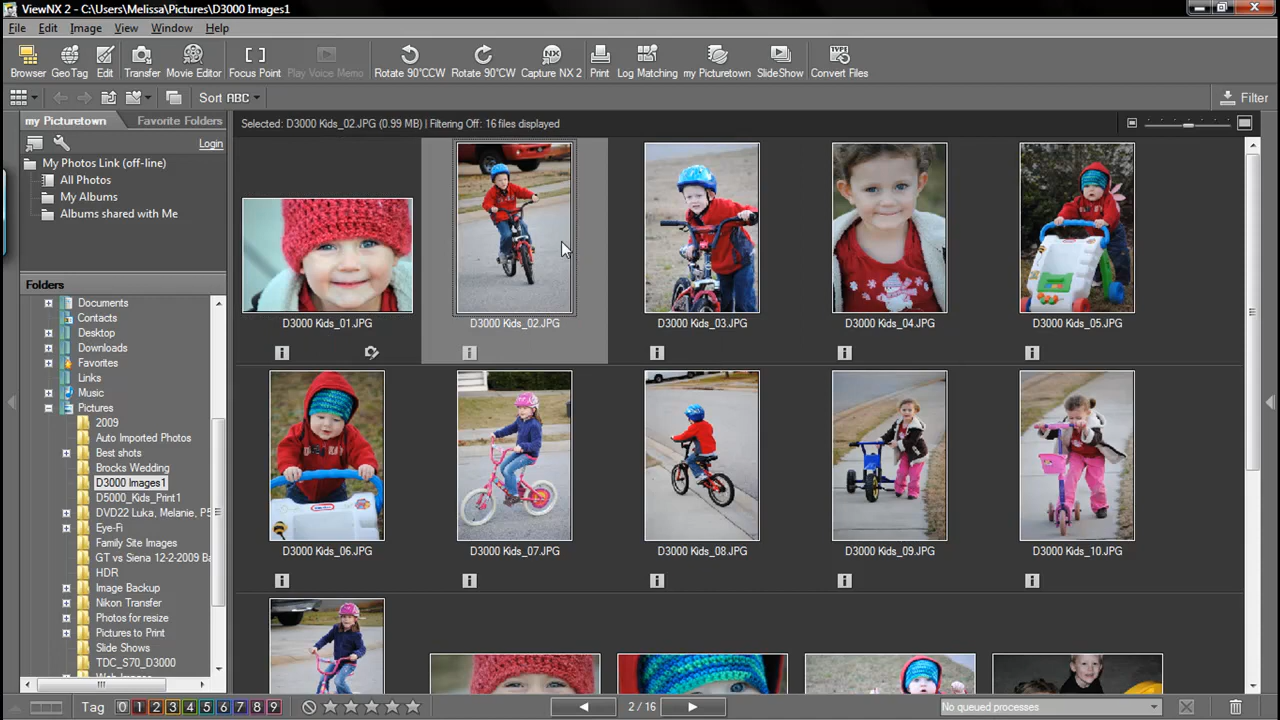 ViewNX 2 - C:\Users\Melissa\Pictures\D3000 Images1
File Edit Image View Window Help
Browser GeoTag Edit Transfer Movie Editor Focus Point Play Voice Memo Rotate 90°CCW Rotate 90°CW Capture NX 2 Print Log Matching my Picturetown SlideShow Convert Files
Sort ABC Filter
my Picturetown Favorite Folders
Login
My Photos Link (off-line)
All Photos
My Albums
Albums shared with Me
Folders
Documents
Contacts
Desktop
Downloads
Favorites
Links
Music
Pictures
2009
Auto Imported Photos
Best shots
Brocks Wedding
D3000 Images1
D5000_Kids_Print1
DVD22 Luka, Melanie, P5
Eye-Fi
Family Site Images
GT vs Siena 12-2-2009 Ba
HDR
Image Backup
Nikon Transfer
Photos for resize
Pictures to Print
Slide Shows
TDC_S70_D3000
Selected: D3000 Kids_02.JPG (0.99 MB) | Filtering Off: 16 files displayed
D3000 Kids_01.JPG D3000 Kids_02.JPG D3000 Kids_03.JPG D3000 Kids_04.JPG D3000 Kids_05.JPG
D3000 Kids_06.JPG D3000 Kids_07.JPG D3000 Kids_08.JPG D3000 Kids_09.JPG D3000 Kids_10.JPG
Tag 0 1 2 3 4 5 6 7 8 9 2 / 16 No queued processes